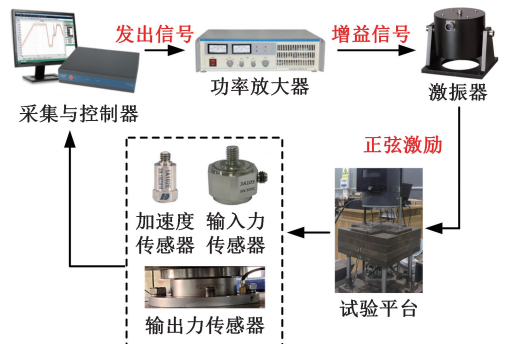 发出信号
增益信号
功率放大器
激振器
采集与控制器
正弦激励
加速度
传感器
输入力
传感器
输出力传感器
试验平台